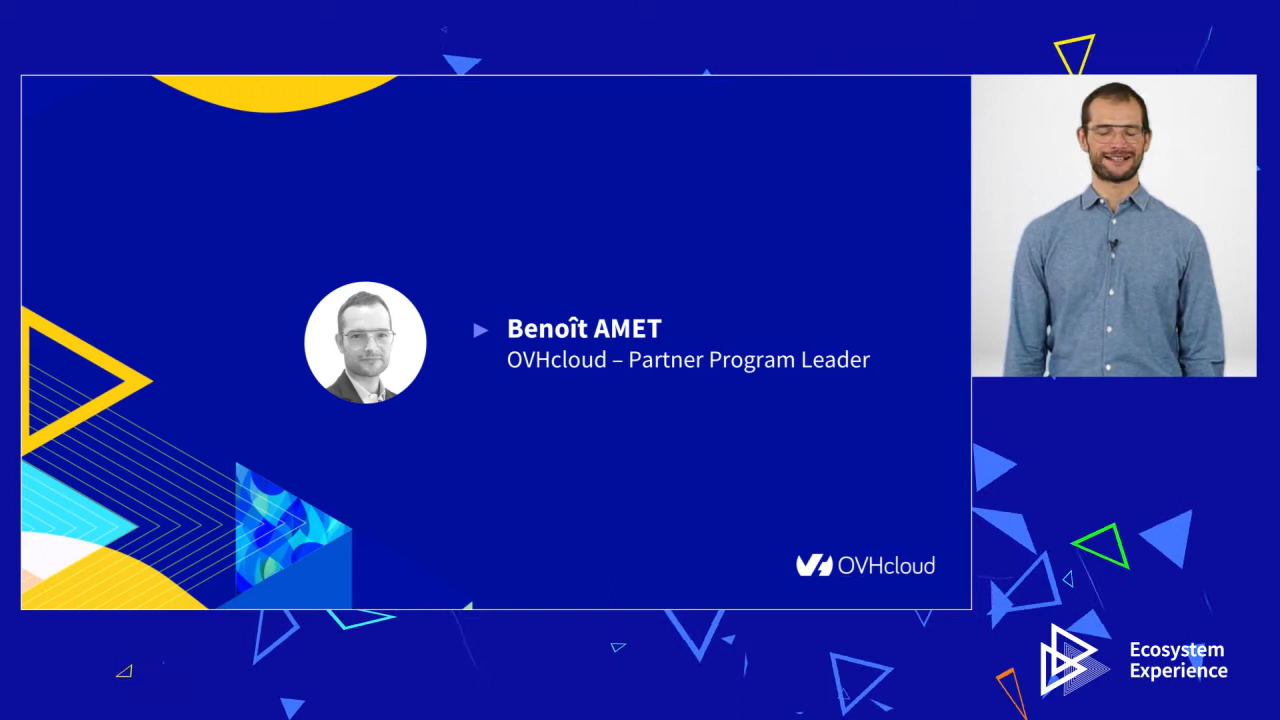 Benoît AMET
OVHcloud – Partner Program Leader
OVHcloud
Ecosystem
Experience